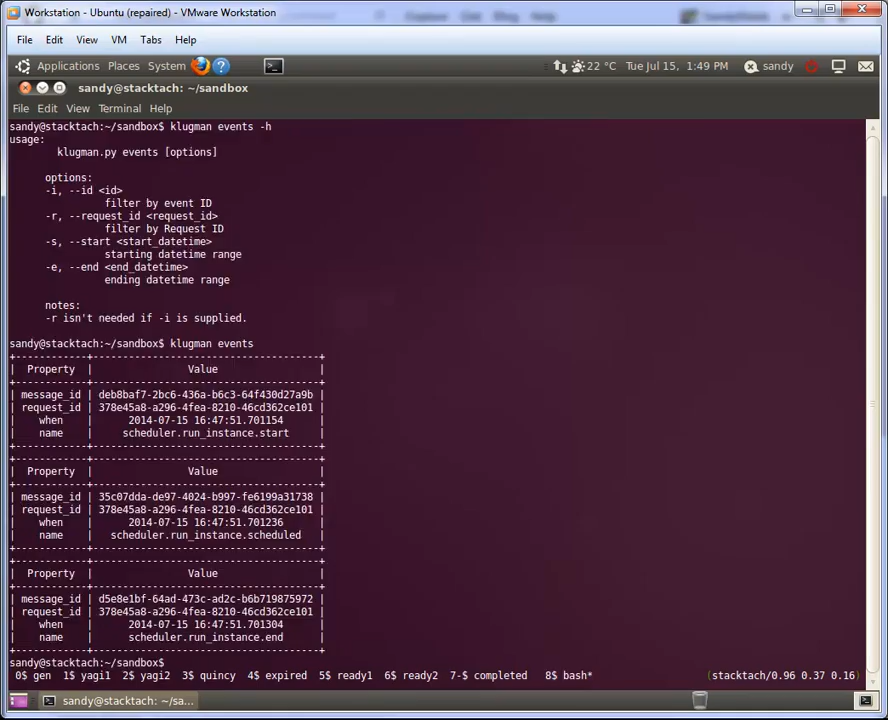 Workstation - Ubuntu (repaired) - VMware Workstation
File Edit View VM Tabs Help
Applications Places System 22 °C Tue Jul 15, 1:49 PM sandy
sandy@stacktach: ~/sandbox
File Edit View Terminal Help
sandy@stacktach:~/sandbox$ klugman events -h
usage:
klugman.py events [options]
options:
-i, --id <id>
filter by event ID
-r, --request_id <request_id>
filter by Request ID
-s, --start <start_datetime>
starting datetime range
-e, --end <end_datetime>
ending datetime range
notes:
-r isn't needed if -i is supplied.
sandy@stacktach:~/sandbox$ klugman events
+------------+--------------------------------------+
| Property | Value |
+------------+--------------------------------------+
| message_id | deb8baf7-2bc6-436a-b6c3-64f430d27a9b |
| request_id | 378e45a8-a296-4fea-8210-46cd362ce101 |
| when | 2014-07-15 16:47:51.701154 |
| name | scheduler.run_instance.start |
+------------+--------------------------------------+
+------------+--------------------------------------+
| Property | Value |
+------------+--------------------------------------+
| message_id | 35c07dda-de97-4024-b997-fe6199a31738 |
| request_id | 378e45a8-a296-4fea-8210-46cd362ce101 |
| when | 2014-07-15 16:47:51.701236 |
| name | scheduler.run_instance.scheduled |
+------------+--------------------------------------+
+------------+--------------------------------------+
| Property | Value |
+------------+--------------------------------------+
| message_id | d5e8e1bf-64ad-473c-ad2c-b6b719875972 |
| request_id | 378e45a8-a296-4fea-8210-46cd362ce101 |
| when | 2014-07-15 16:47:51.701304 |
| name | scheduler.run_instance.end |
+------------+--------------------------------------+
sandy@stacktach:~/sandbox$
0$ gen 1$ yagi1 2$ yagi2 3$ quincy 4$ expired 5$ ready1 6$ ready2 7-$ completed 8$ bash* (stacktach/0.96 0.37 0.16)
sandy@stacktach: ~/sa...